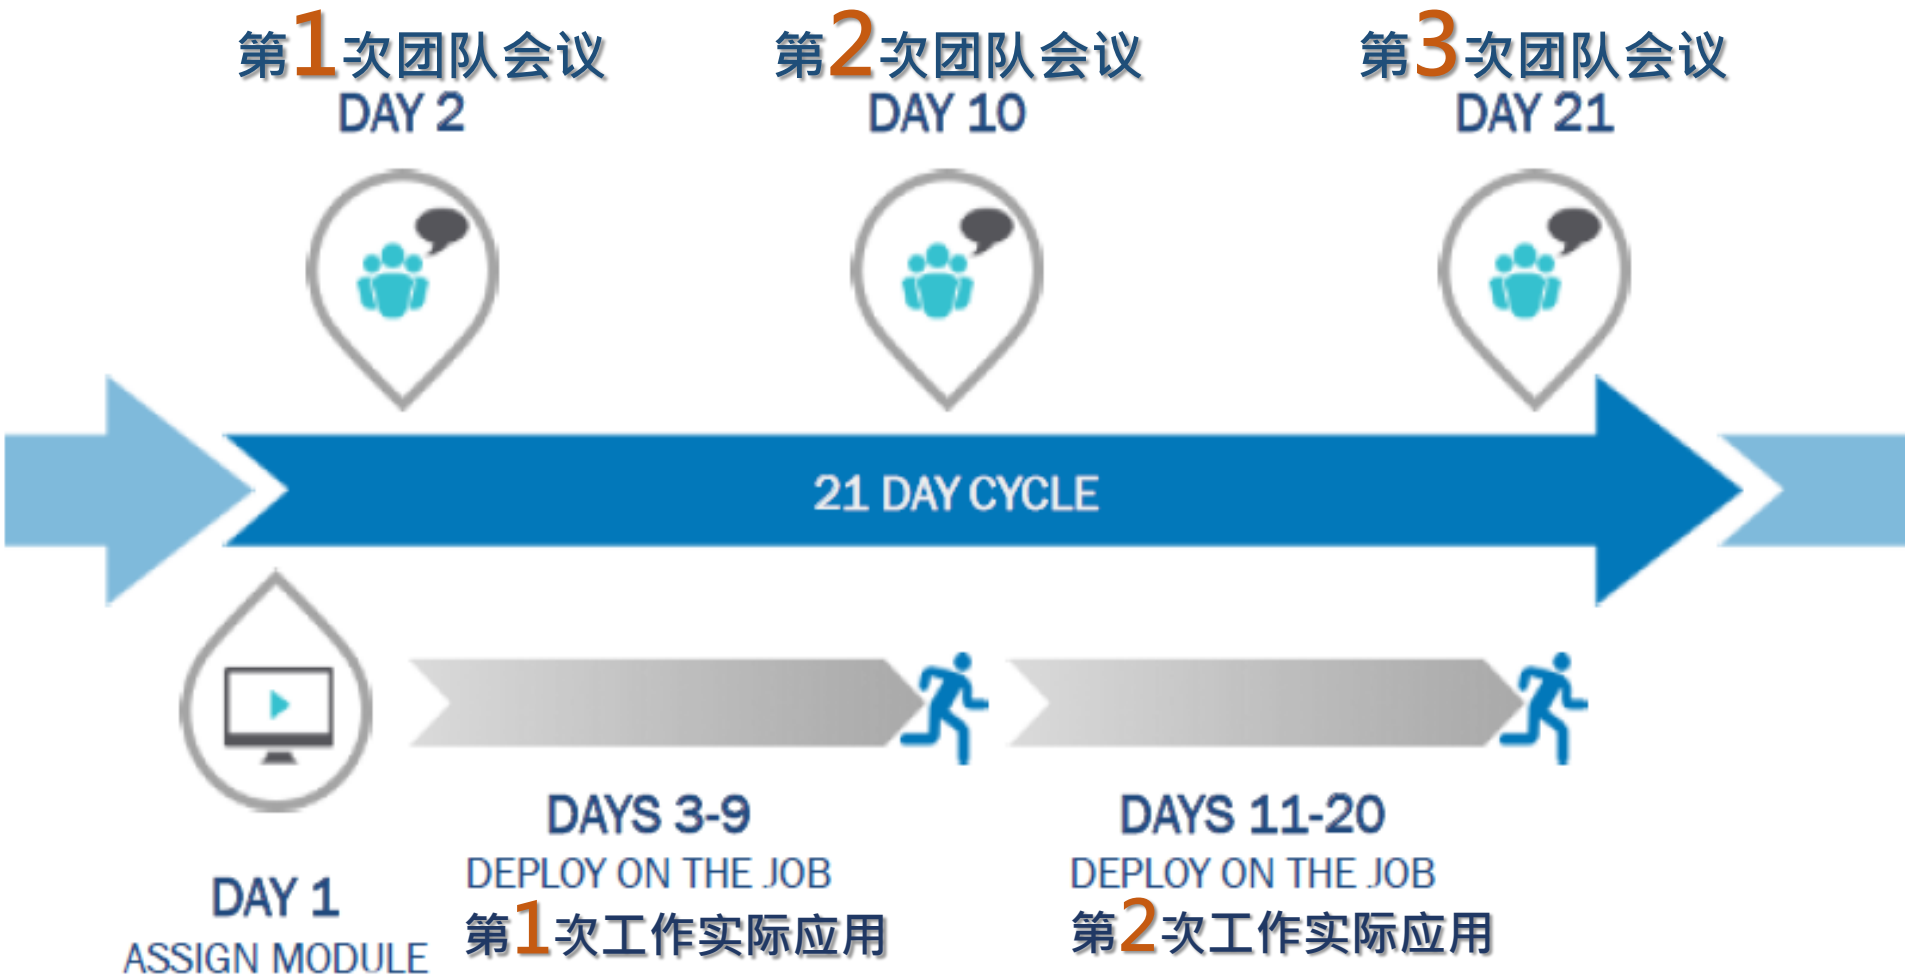 第1次团队会议
DAY 2
第2次团队会议
DAY 10
第3次团队会议
DAY 21
21 DAY CYCLE
DAY 1
ASSIGN MODULE
DAYS 3-9
DEPLOY ON THE JOB
第1次工作实际应用
DAYS 11-20
DEPLOY ON THE JOB
第2次工作实际应用